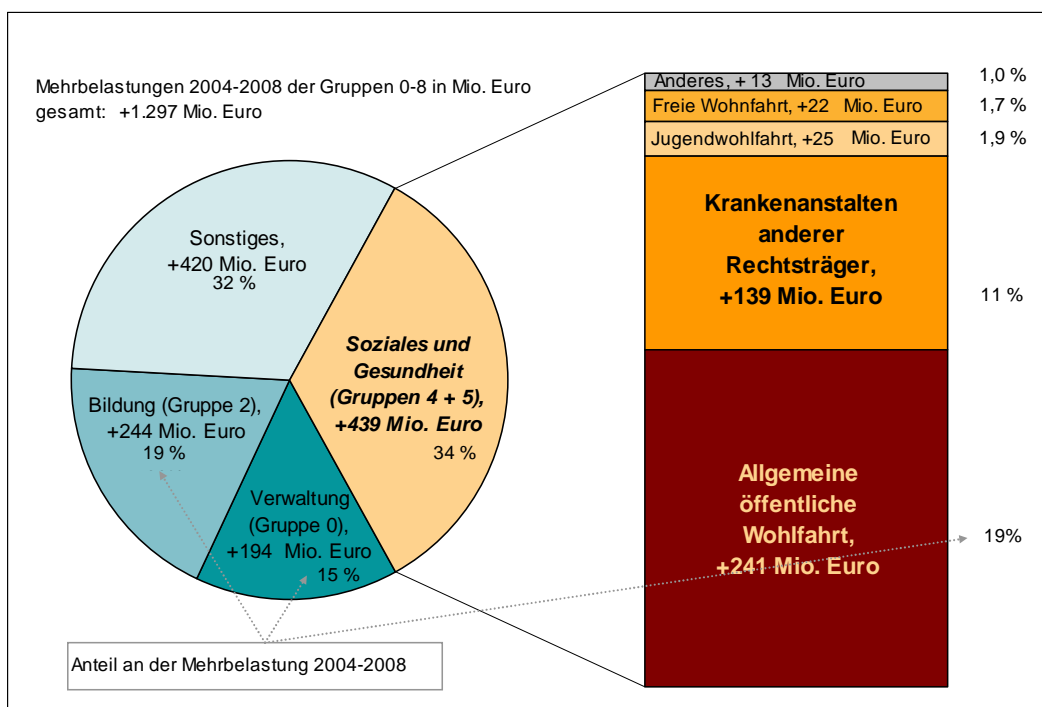 Mehrbelastungen 2004-2008 der Gruppen 0-8 in Mio. Euro
gesamt: +1.297 Mio. Euro
Sonstiges,
+420 Mio. Euro
32 %
Soziales und
Gesundheit
(Gruppen 4 + 5),
+439 Mio. Euro
34 %
Bildung (Gruppe 2),
+244 Mio. Euro
19 %
Verwaltung
(Gruppe 0),
+194 Mio. Euro
15 %
Anteil an der Mehrbelastung 2004-2008
Anderes, + 13 Mio. Euro
1,0 %
Freie Wohnfahrt, +22 Mio. Euro
1,7 %
Jugendwohlfahrt, +25 Mio. Euro
1,9 %
Krankenanstalten
anderer
Rechtsträger,
+139 Mio. Euro
11 %
Allgemeine
öffentliche
Wohlfahrt,
+241 Mio. Euro
19%